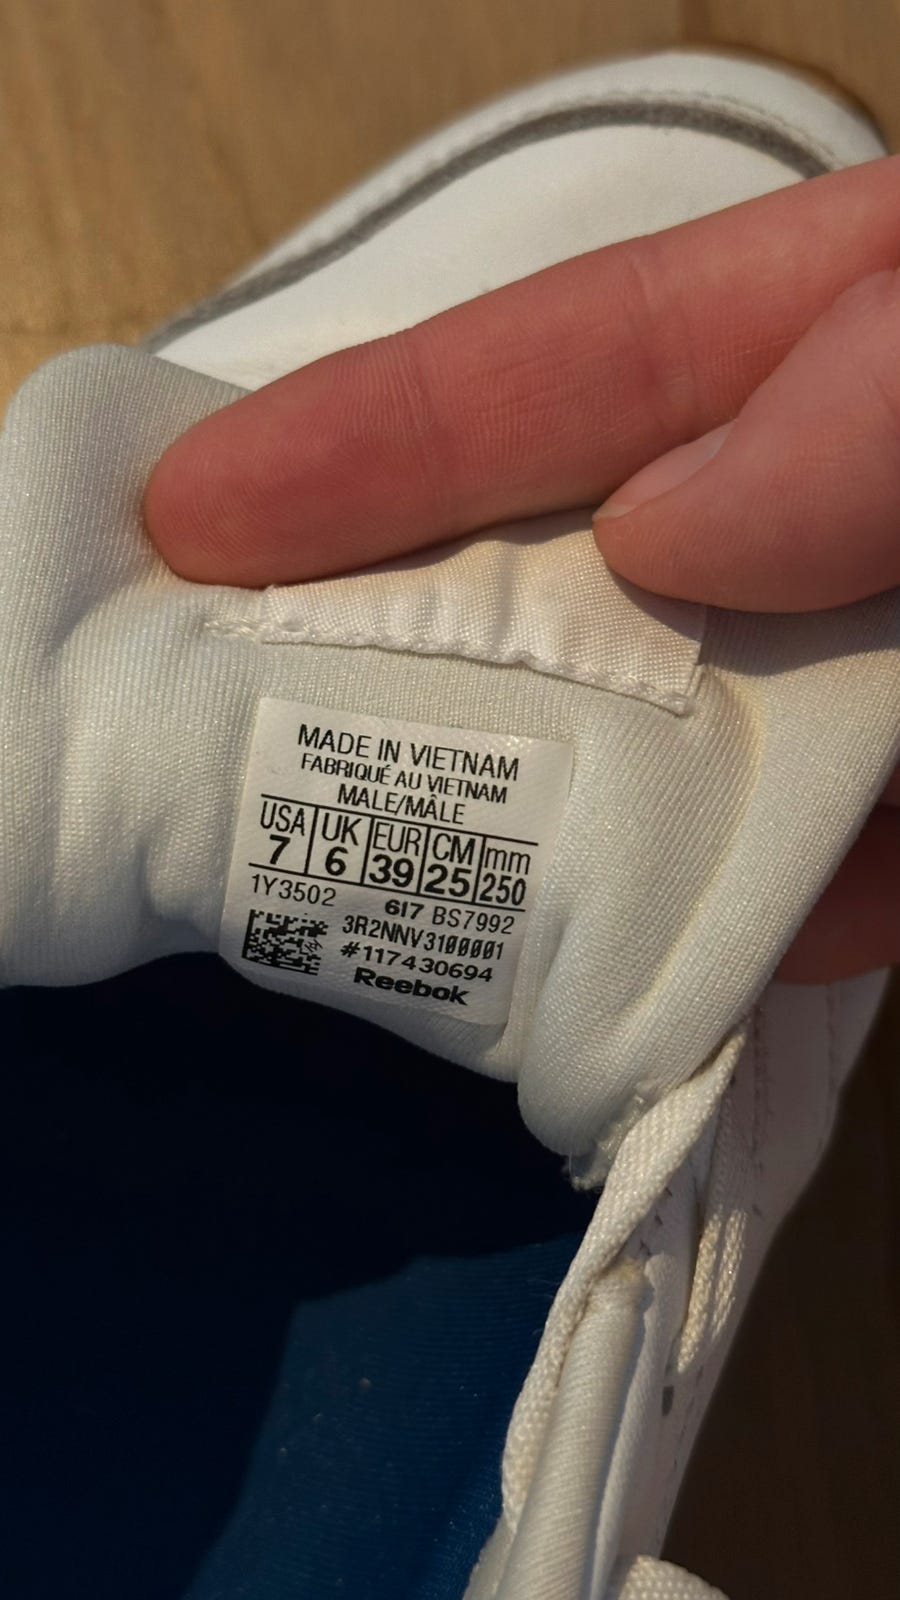 MADE IN VIETNAM
FABRIQUÉ AU VIETNAM
MALE/MÂLE
USA UK EUR CM mm
7 6 39 25 250
1Y3502 617 BS7992
3R2NNV3100001
#117430694
Reebok